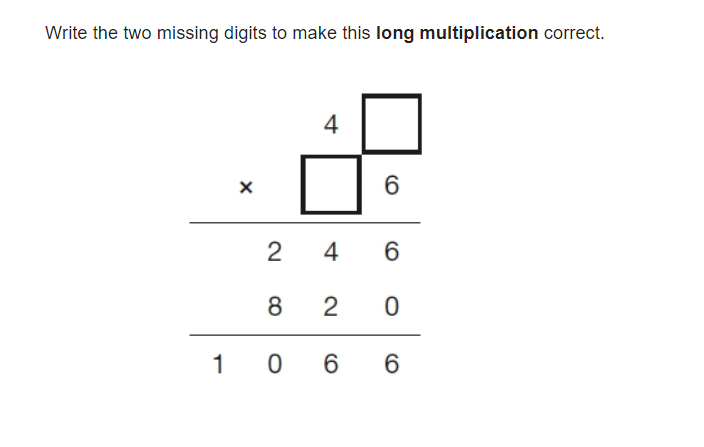 Write the two missing digits to make this long multiplication correct.
4
× 6
2 4 6
8 2 0
1 0 6 6